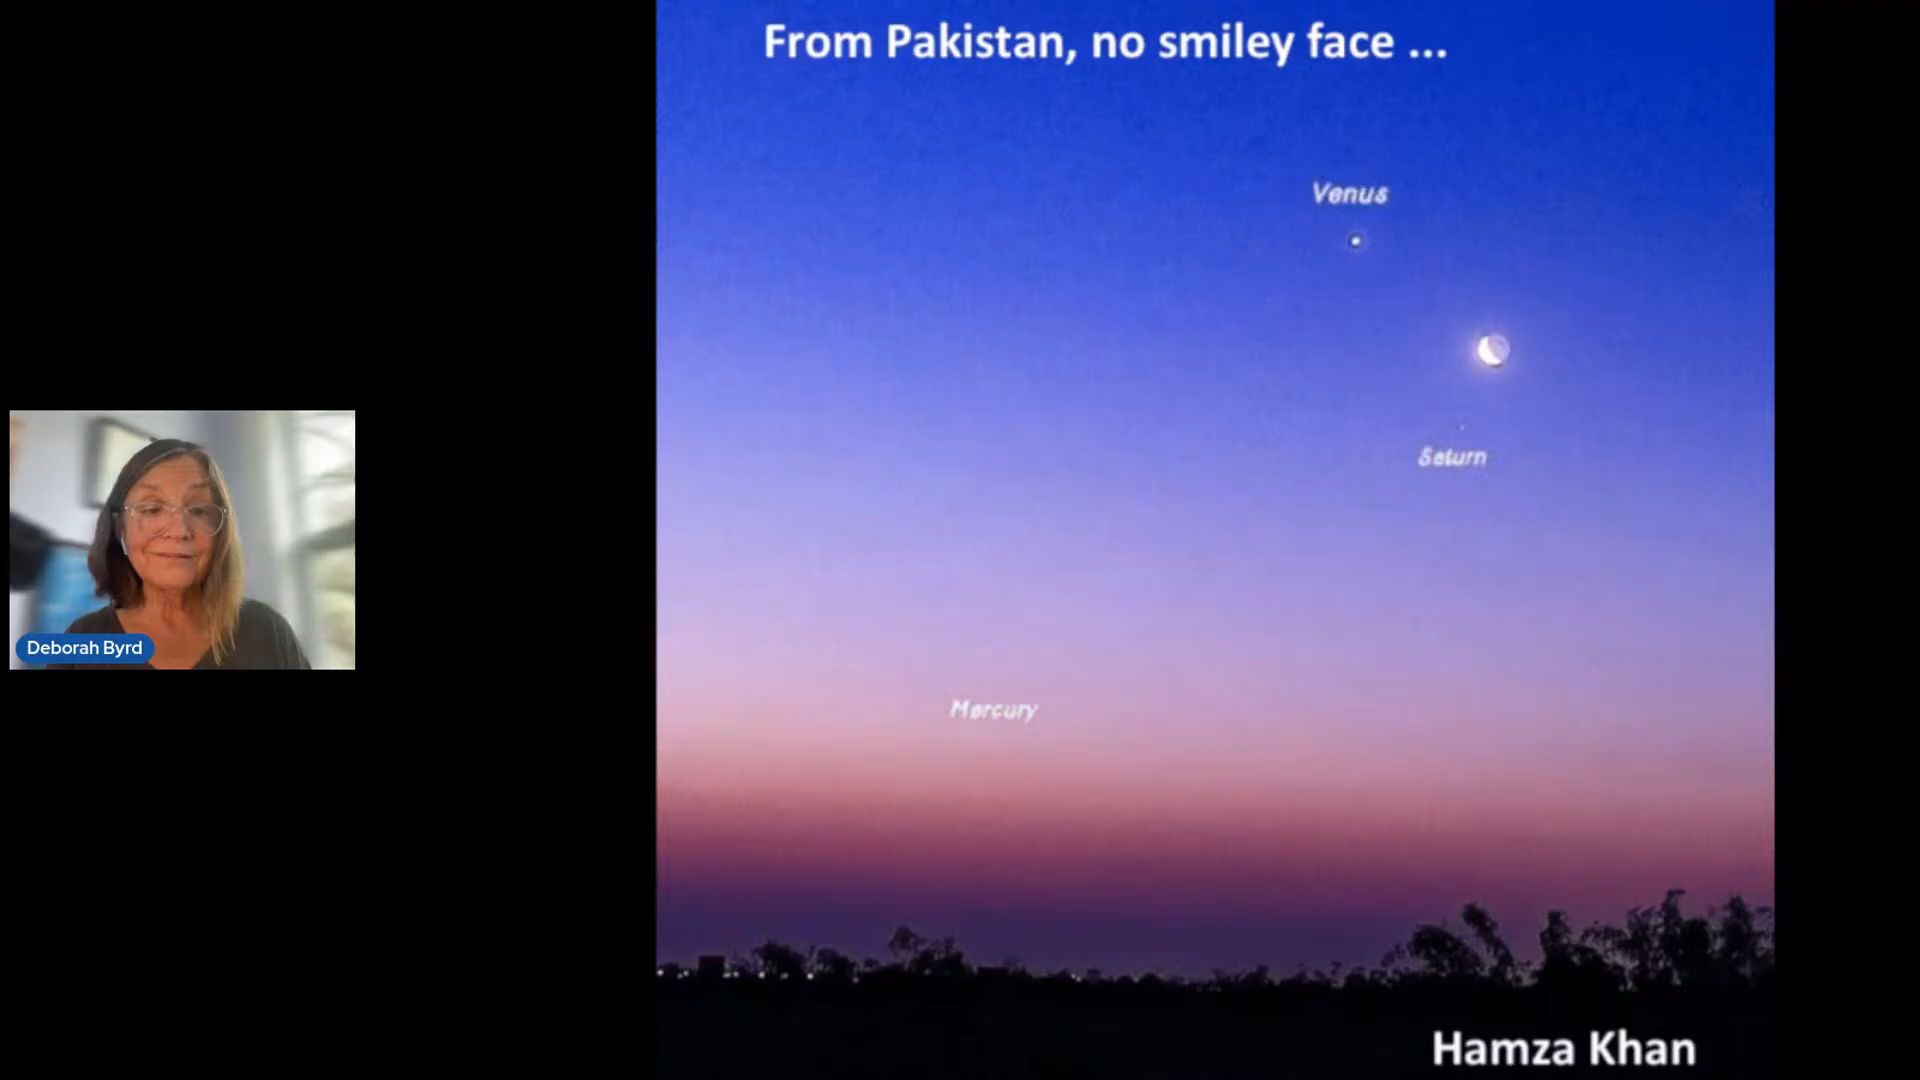 From Pakistan, no smiley face ...
Venus
Saturn
Mercury
Deborah Byrd
Hamza Khan